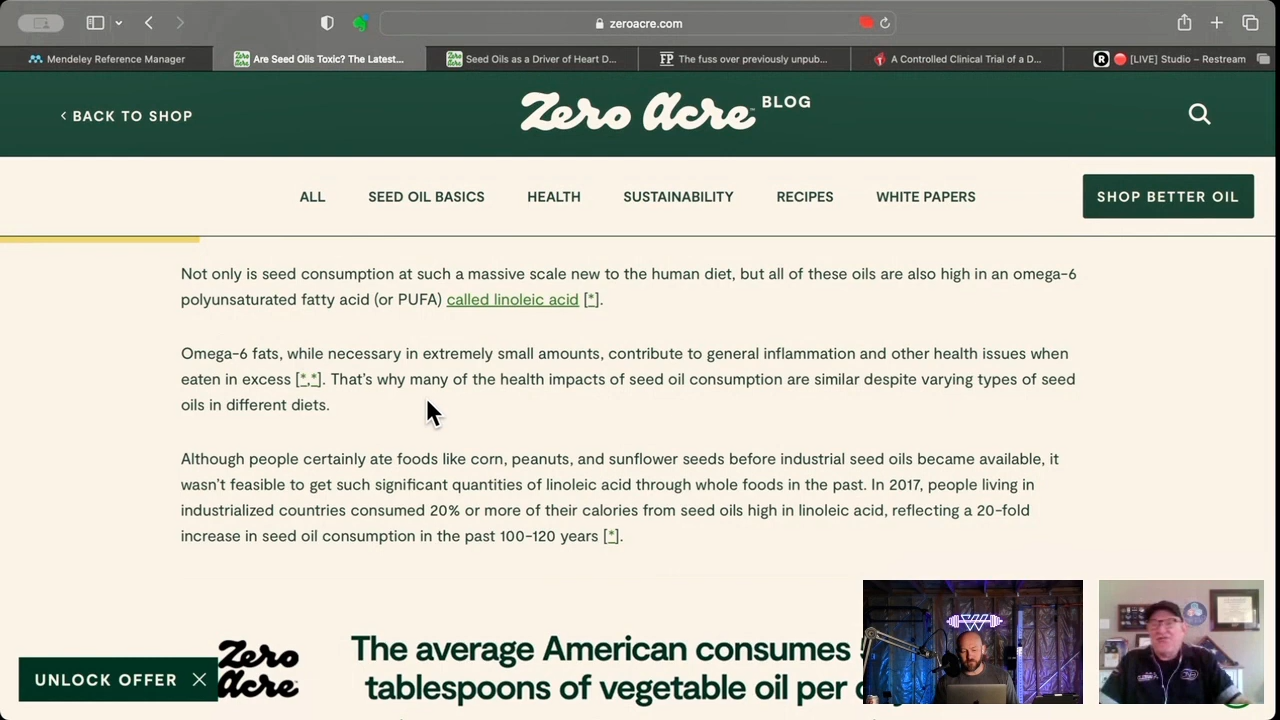 zeroacre.com
Mendeley Reference Manager
Are Seed Oils Toxic? The Latest...
Seed Oils as a Driver of Heart D...
FP The fuss over previously unpub...
A Controlled Clinical Trial of a D...
R [LIVE] Studio – Restream
< BACK TO SHOP
Zero Acre BLOG
ALL SEED OIL BASICS HEALTH SUSTAINABILITY RECIPES WHITE PAPERS
SHOP BETTER OIL
Not only is seed consumption at such a massive scale new to the human diet, but all of these oils are also high in an omega-6
polyunsaturated fatty acid (or PUFA) called linoleic acid [*].
Omega-6 fats, while necessary in extremely small amounts, contribute to general inflammation and other health issues when
eaten in excess [*,*]. That's why many of the health impacts of seed oil consumption are similar despite varying types of seed
oils in different diets.
Although people certainly ate foods like corn, peanuts, and sunflower seeds before industrial seed oils became available, it
wasn't feasible to get such significant quantities of linoleic acid through whole foods in the past. In 2017, people living in
industrialized countries consumed 20% or more of their calories from seed oils high in linoleic acid, reflecting a 20-fold
increase in seed oil consumption in the past 100-120 years [*].
Zero Acre
The average American consumes
tablespoons of vegetable oil per
UNLOCK OFFER ×